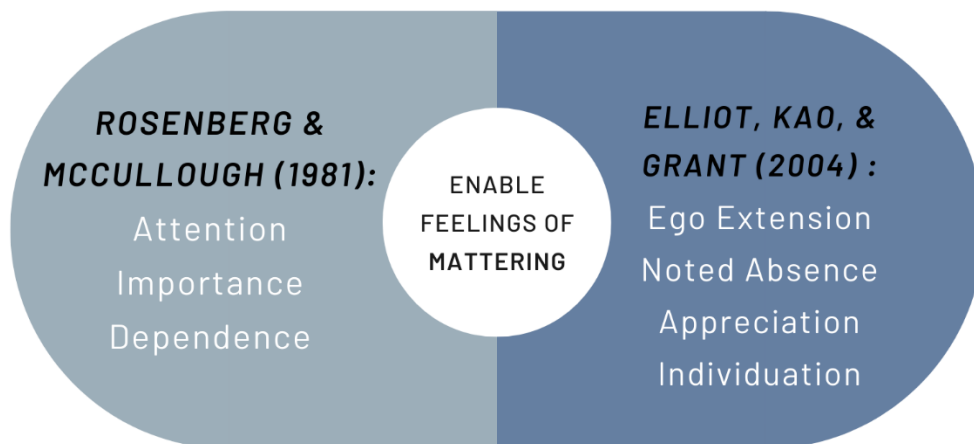 ROSENBERG &
MCCULLOUGH (1981):
Attention
Importance
Dependence
ENABLE
FEELINGS OF
MATTERING
ELLIOT, KAO, &
GRANT (2004) :
Ego Extension
Noted Absence
Appreciation
Individuation